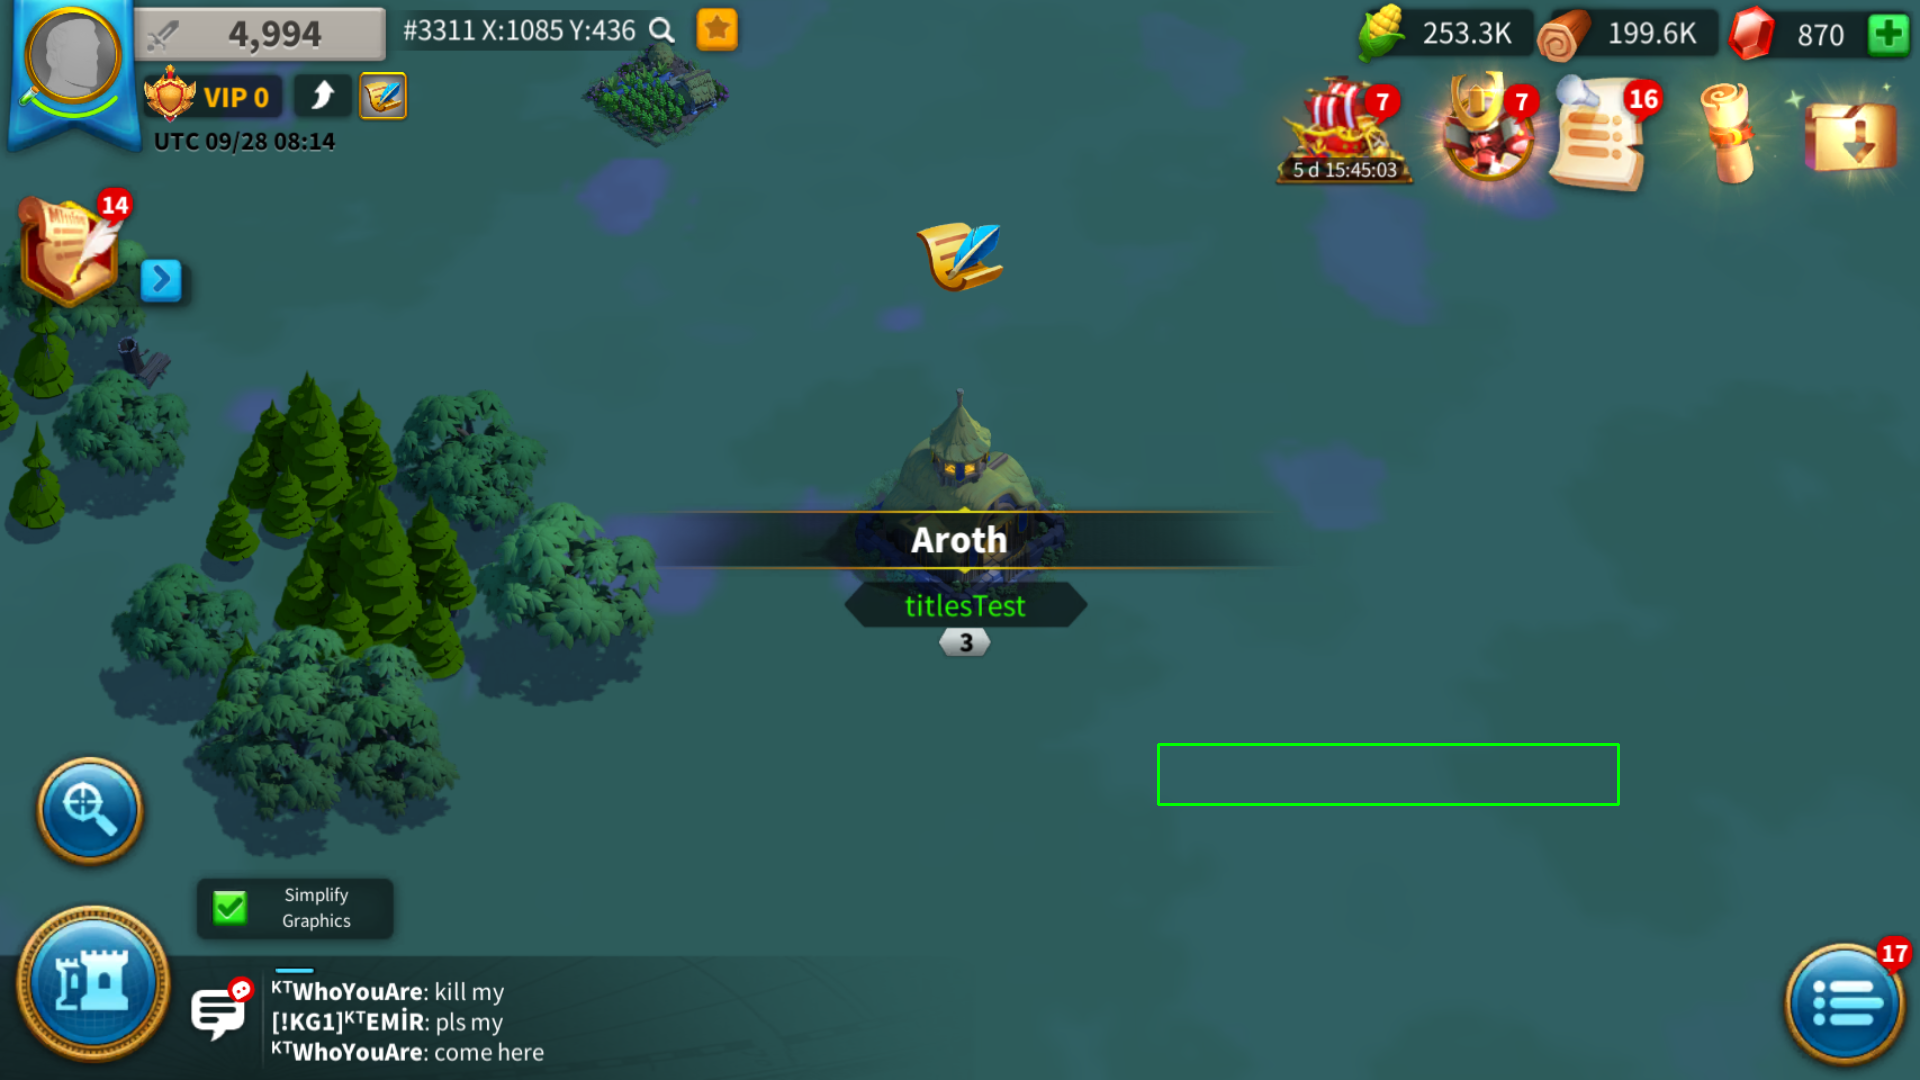 4,994
#3311 X:1085 Y:436
253.3K
199.6K
870
VIP 0
UTC 09/28 08:14
7
7
16
5 d 15:45:03
Mission
14
Aroth
titlesTest
3
Simplify
Graphics
17
KTWhoYouAre: kill my
[!KG1]KTEMİR: pls my
KTWhoYouAre: come here